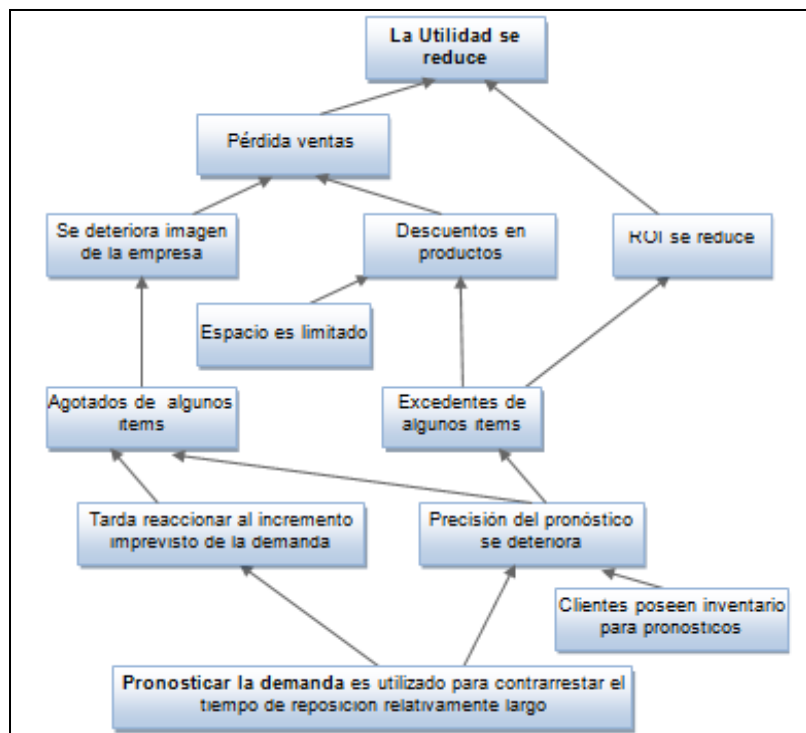 La Utilidad se
reduce
Pérdida ventas
Se deteriora imagen
de la empresa
Descuentos en
productos
ROI se reduce
Espacio es limitado
Agotados de algunos
items
Excedentes de
algunos items
Tarda reaccionar al incremento
imprevisto de la demanda
Precisión del pronóstico
se deteriora
Clientes poseen inventario
para pronosticos
Pronosticar la demanda es utilizado para contrarrestar el
tiempo de reposicion relativamente largo